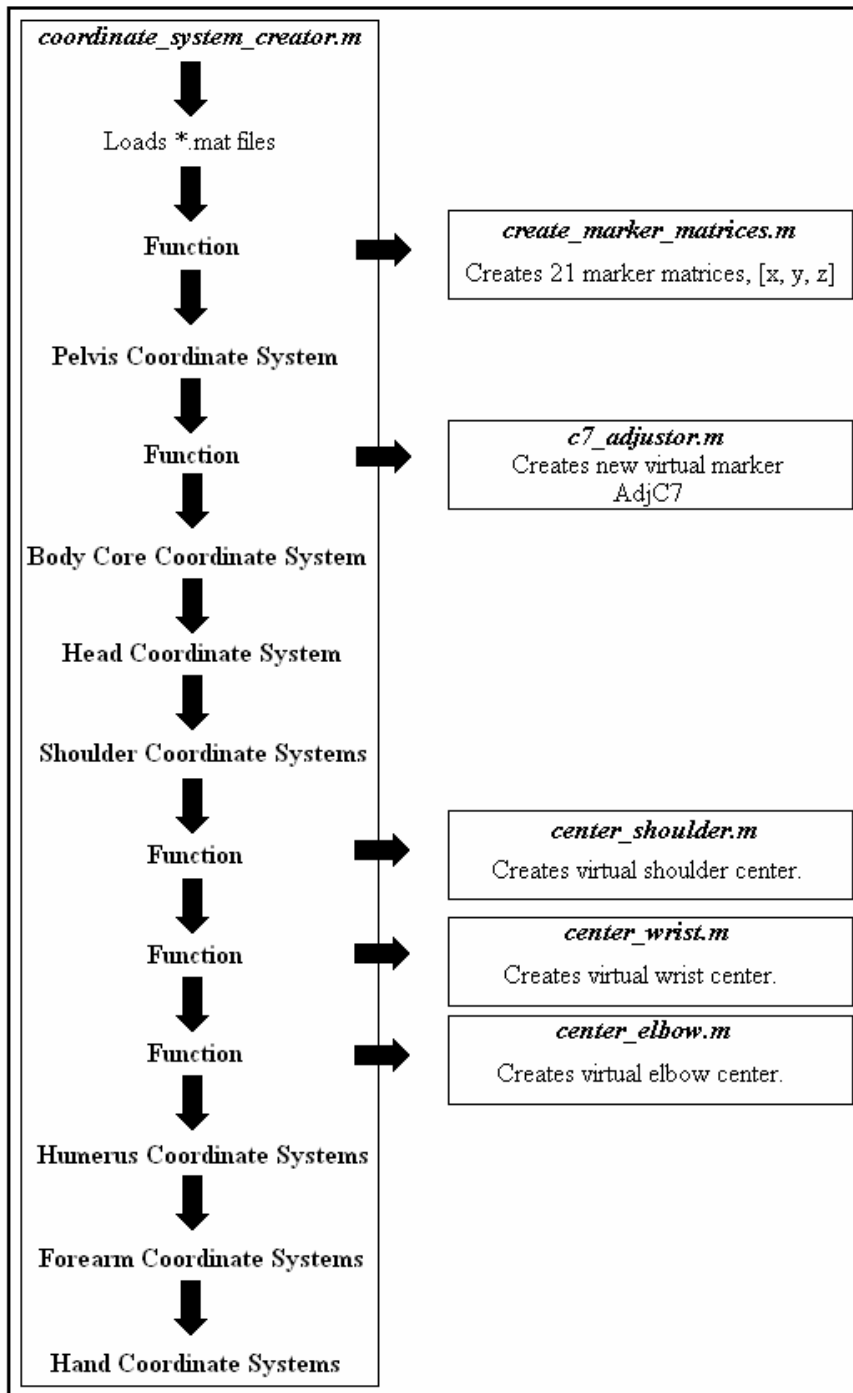 coordinate_system_creator.m
Loads *.mat files
Function
create_marker_matrices.m
Creates 21 marker matrices, [x, y, z]
Pelvis Coordinate System
Function
c7_adjustor.m
Creates new virtual marker
AdjC7
Body Core Coordinate System
Head Coordinate System
Shoulder Coordinate Systems
Function
center_shoulder.m
Creates virtual shoulder center.
Function
center_wrist.m
Creates virtual wrist center.
Function
center_elbow.m
Creates virtual elbow center.
Humerus Coordinate Systems
Forearm Coordinate Systems
Hand Coordinate Systems